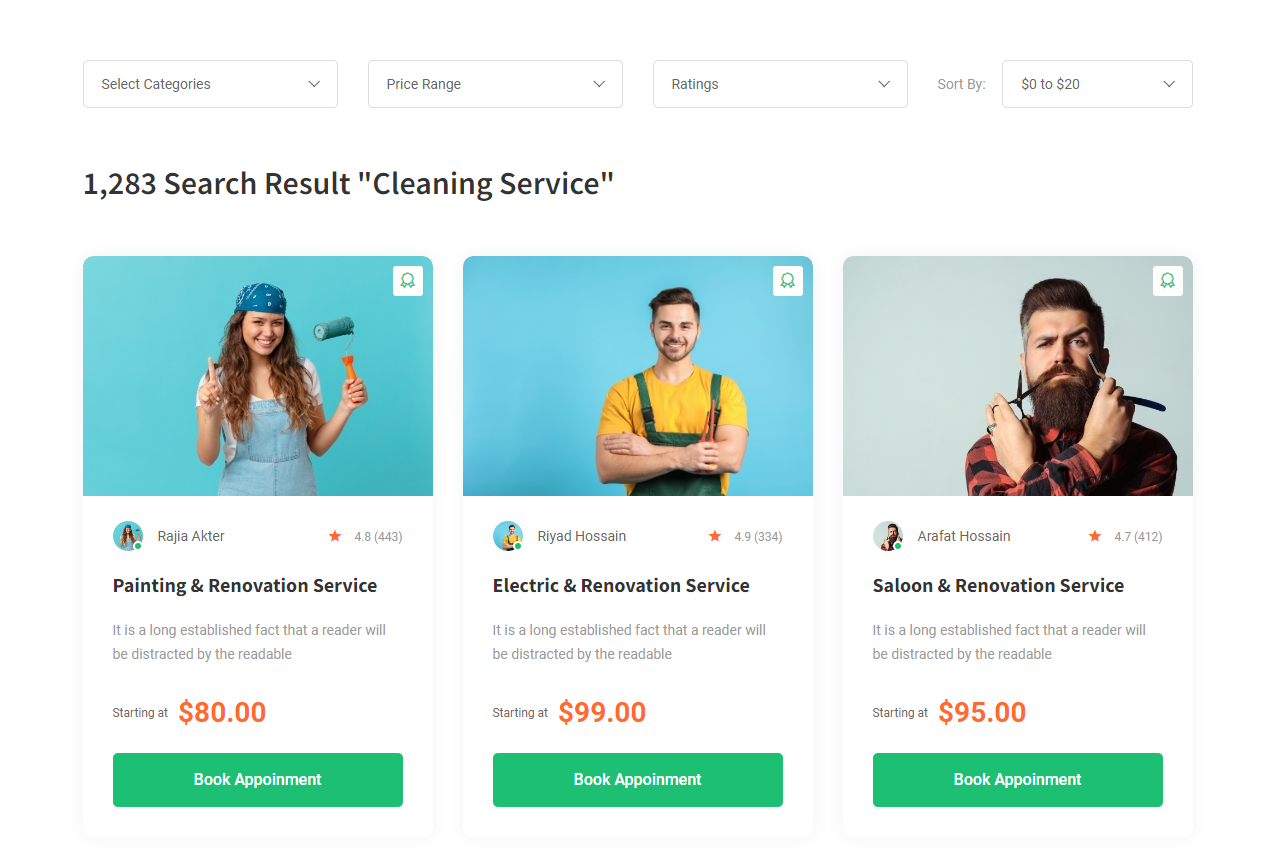 Select Categories
Price Range
Ratings
Sort By:
$0 to $20
1,283 Search Result "Cleaning Service"
Rajia Akter
4.8 (443)
Painting & Renovation Service
It is a long established fact that a reader will
be distracted by the readable
Starting at $80.00
Book Appoinment
Riyad Hossain
4.9 (334)
Electric & Renovation Service
It is a long established fact that a reader will
be distracted by the readable
Starting at $99.00
Book Appoinment
Arafat Hossain
4.7 (412)
Saloon & Renovation Service
It is a long established fact that a reader will
be distracted by the readable
Starting at $95.00
Book Appoinment